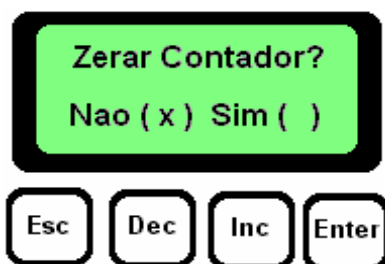 Zerar Contador?
Nao ( x ) Sim ( )
Esc Dec Inc Enter